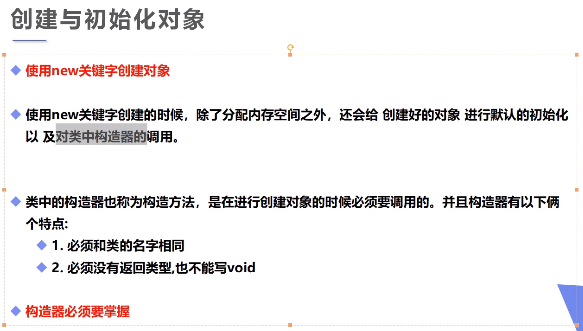 创建与初始化对象
使用new关键字创建对象
使用new关键字创建的时候，除了分配内存空间之外，还会给 创建好的对象 进行默认的初始化
以 及对类中构造器的调用。
类中的构造器也称为构造方法，是在进行创建对象的时候必须要调用的。并且构造器有以下俩
个特点:
1. 必须和类的名字相同
2. 必须没有返回类型,也不能写void
构造器必须要掌握